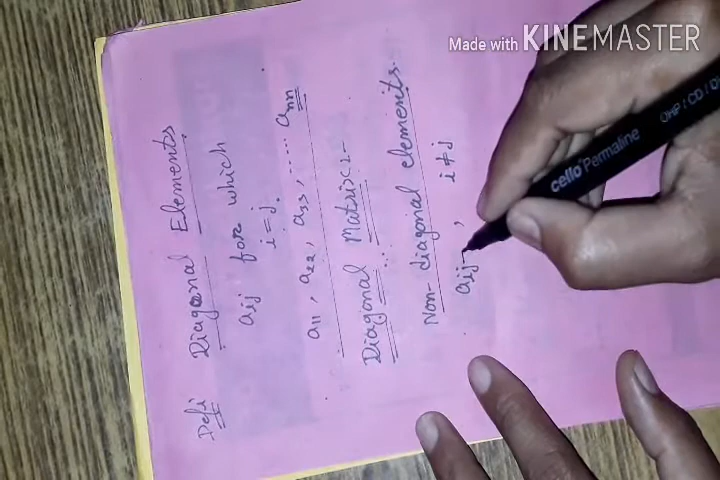 Made with KINEMASTER
Defi Diagonal Elements
aij for which
i = j.
a11, a22, a33, ..... ann
Diagonal Matrix:-
Non-diagonal elements.
aij , i ≠ j
cello Permaline